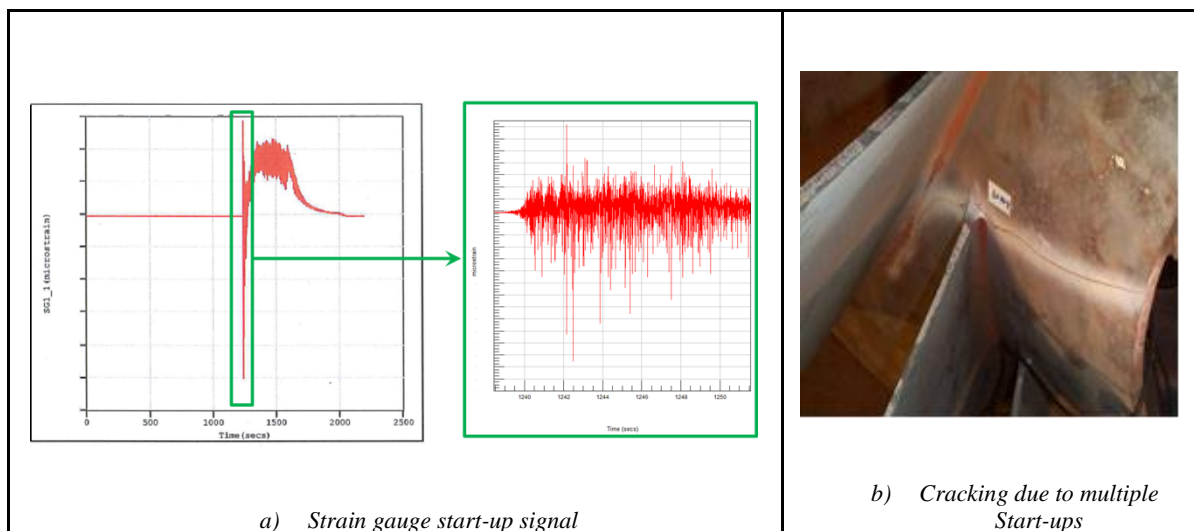 SG1_1(microstrain)
0
500
1000
1500
2000
2500
Time(secs)
microstrain
1240
1242
1244
1246
1248
1250
Time (secs)
a) Strain gauge start-up signal
b) Cracking due to multiple
Start-ups